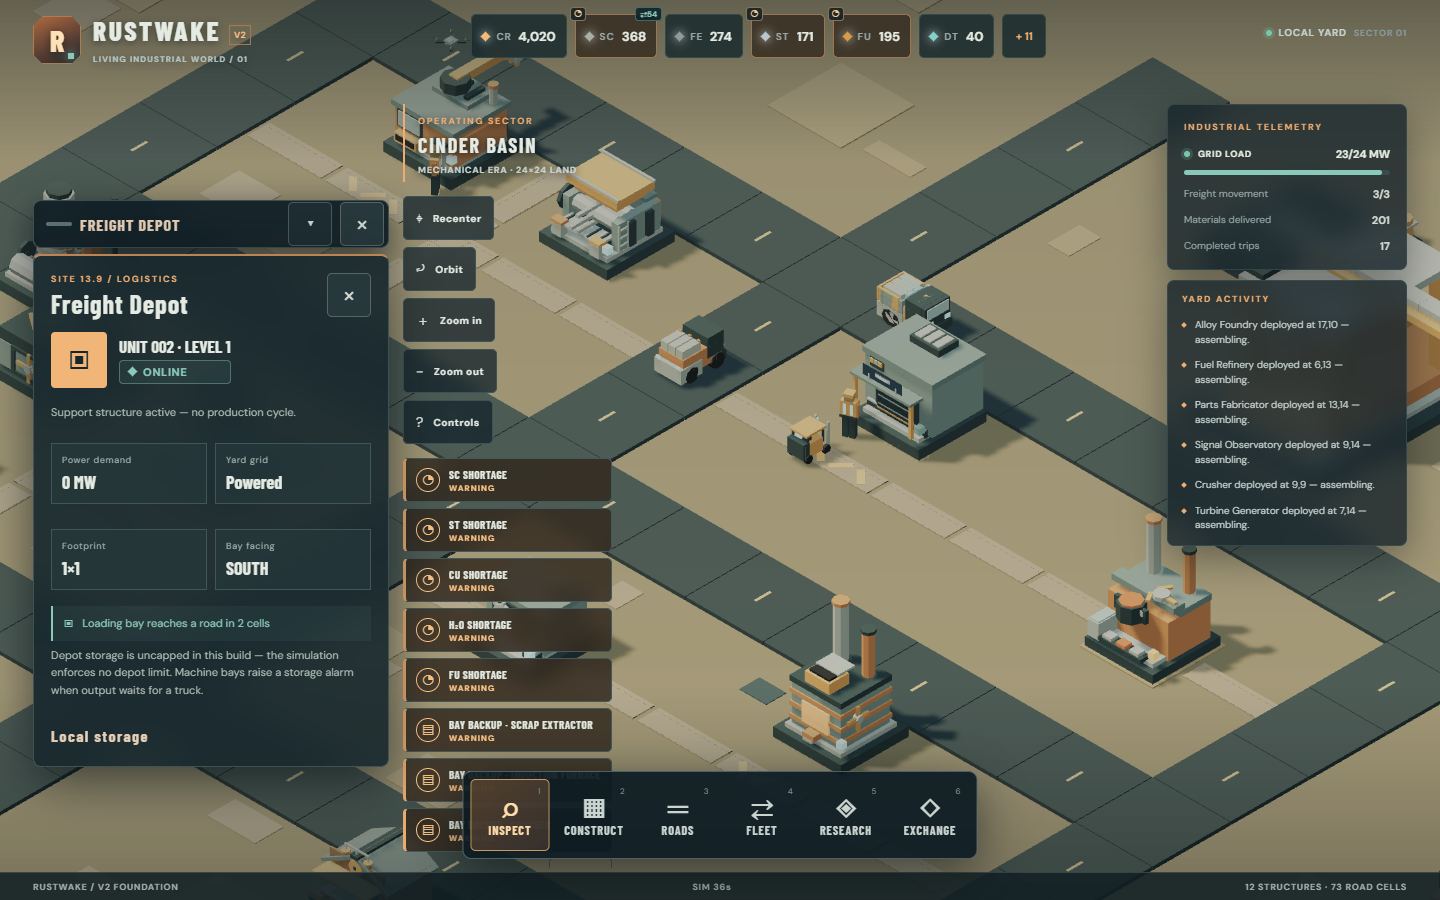 R
RUSTWAKE V2
LIVING INDUSTRIAL WORLD / 01
CR 4,020
⇄54
SC 368
FE 274
ST 171
FU 195
DT 40
+11
LOCAL YARD SECTOR 01
OPERATING SECTOR
CINDER BASIN
MECHANICAL ERA · 24×24 LAND
FREIGHT DEPOT
▼
×
SITE 13.9 / LOGISTICS
Freight Depot
×
UNIT 002 · LEVEL 1
◆ ONLINE
Support structure active — no production cycle.
Power demand
0 MW
Yard grid
Powered
Footprint
1×1
Bay facing
SOUTH
Loading bay reaches a road in 2 cells
Depot storage is uncapped in this build — the simulation
enforces no depot limit. Machine bays raise a storage alarm
when output waits for a truck.
Local storage
Recenter
Orbit
+ Zoom in
− Zoom out
? Controls
SC SHORTAGE
WARNING
ST SHORTAGE
WARNING
CU SHORTAGE
WARNING
H₂O SHORTAGE
WARNING
FU SHORTAGE
WARNING
BAY BACKUP · SCRAP EXTRACTOR
WARNING
BAY
BAY
INDUSTRIAL TELEMETRY
GRID LOAD 23/24 MW
Freight movement 3/3
Materials delivered 201
Completed trips 17
YARD ACTIVITY
Alloy Foundry deployed at 17,10 —
assembling.
Fuel Refinery deployed at 6,13 —
assembling.
Parts Fabricator deployed at 13,14 —
assembling.
Signal Observatory deployed at 9,14 —
assembling.
Crusher deployed at 9,9 — assembling.
Turbine Generator deployed at 7,14 —
assembling.
1
INSPECT
2
CONSTRUCT
3
ROADS
4
FLEET
5
RESEARCH
6
EXCHANGE
RUSTWAKE / V2 FOUNDATION
SIM 36s
12 STRUCTURES · 73 ROAD CELLS